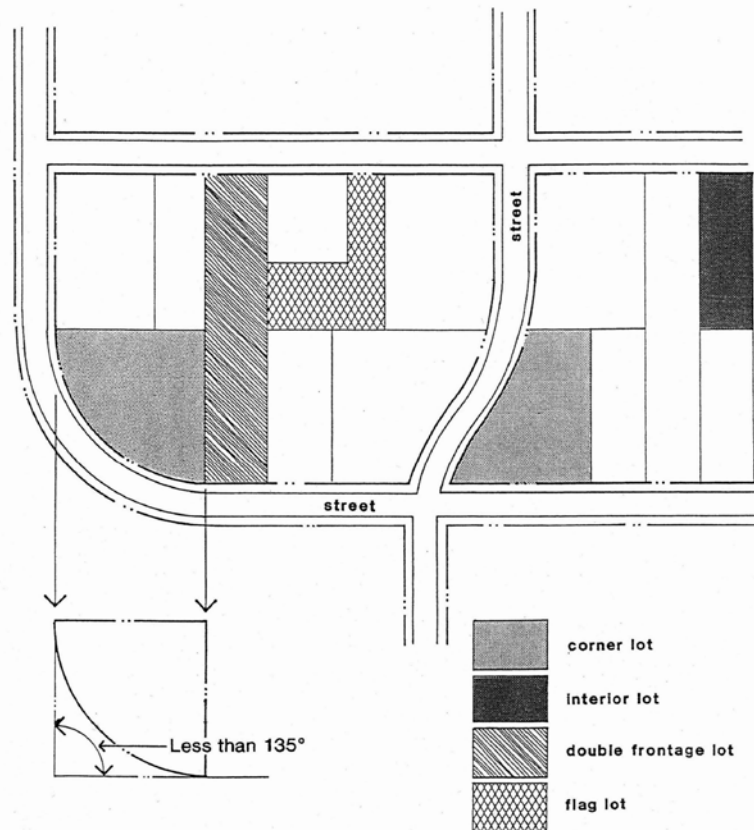 street
street
Less than 135°
corner lot
interior lot
double frontage lot
flag lot